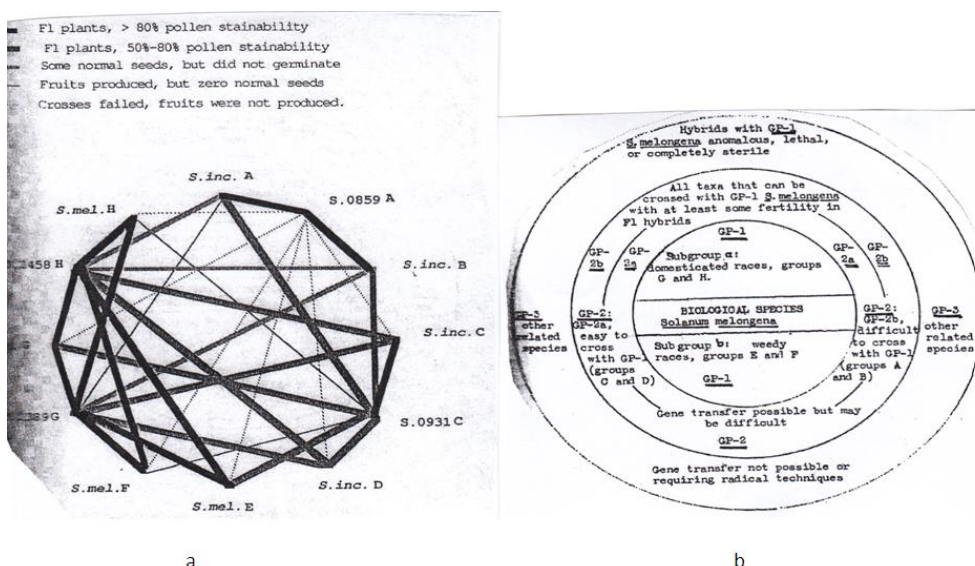 F1 plants, > 80% pollen stainability
F1 plants, 50%-80% pollen stainability
Some normal seeds, but did not germinate
Fruits produced, but zero normal seeds
Crosses failed, fruits were not produced.
S.inc. A
S.mel.H
S.0859 A
458 H
S.inc. B
S.inc. C
389G
S.0931 C
S.mel.F
S.inc. D
S.mel. E
a
Hybrids with GP-1
S. melongena anomalous, lethal,
or completely sterile
All taxa that can be
crossed with GP-1 S.melongena
with at least some fertility in
F1 hybrids
GP-1
GP-
2b
GP-
2a
Subgroup a:
domesticated races, groups
G and H.
GP-
2a
GP-
2b
BIOLOGICAL SPECIES
Solanum melongena
GP-3
other
related
species
GP-2:
GP-2a,
easy to
cross
with GP-1
(groups
C and D)
Subgroup b: weedy
races, groups E and F
GP-1
GP-2:
GP-2b,
difficult
to cross
with GP-1
(groups A
and B)
GP-3
other
related
species
Gene transfer possible but may
be difficult
GP-2
Gene transfer not possible or
requiring radical techniques
b